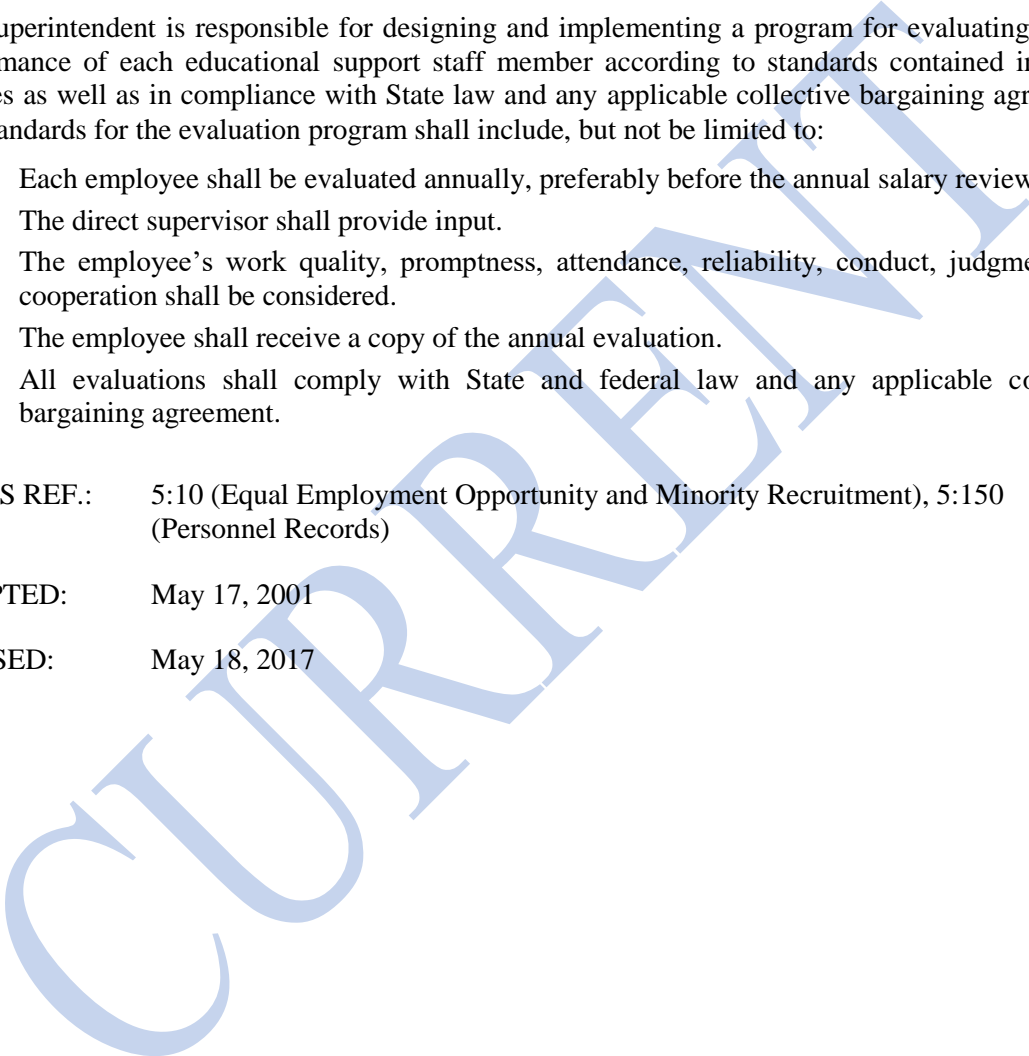 uperintendent is responsible for designing and implementing a program for evaluating
mance of each educational support staff member according to standards contained in
es as well as in compliance with State law and any applicable collective bargaining agr
tandards for the evaluation program shall include, but not be limited to:
Each employee shall be evaluated annually, preferably before the annual salary review
The direct supervisor shall provide input.
The employee’s work quality, promptness, attendance, reliability, conduct, judgme
cooperation shall be considered.
The employee shall receive a copy of the annual evaluation.
All evaluations shall comply with State and federal law and any applicable co
bargaining agreement.
S REF.: 5:10 (Equal Employment Opportunity and Minority Recruitment), 5:150
(Personnel Records)
PTED: May 17, 2001
SED: May 18, 2017
CURRENT